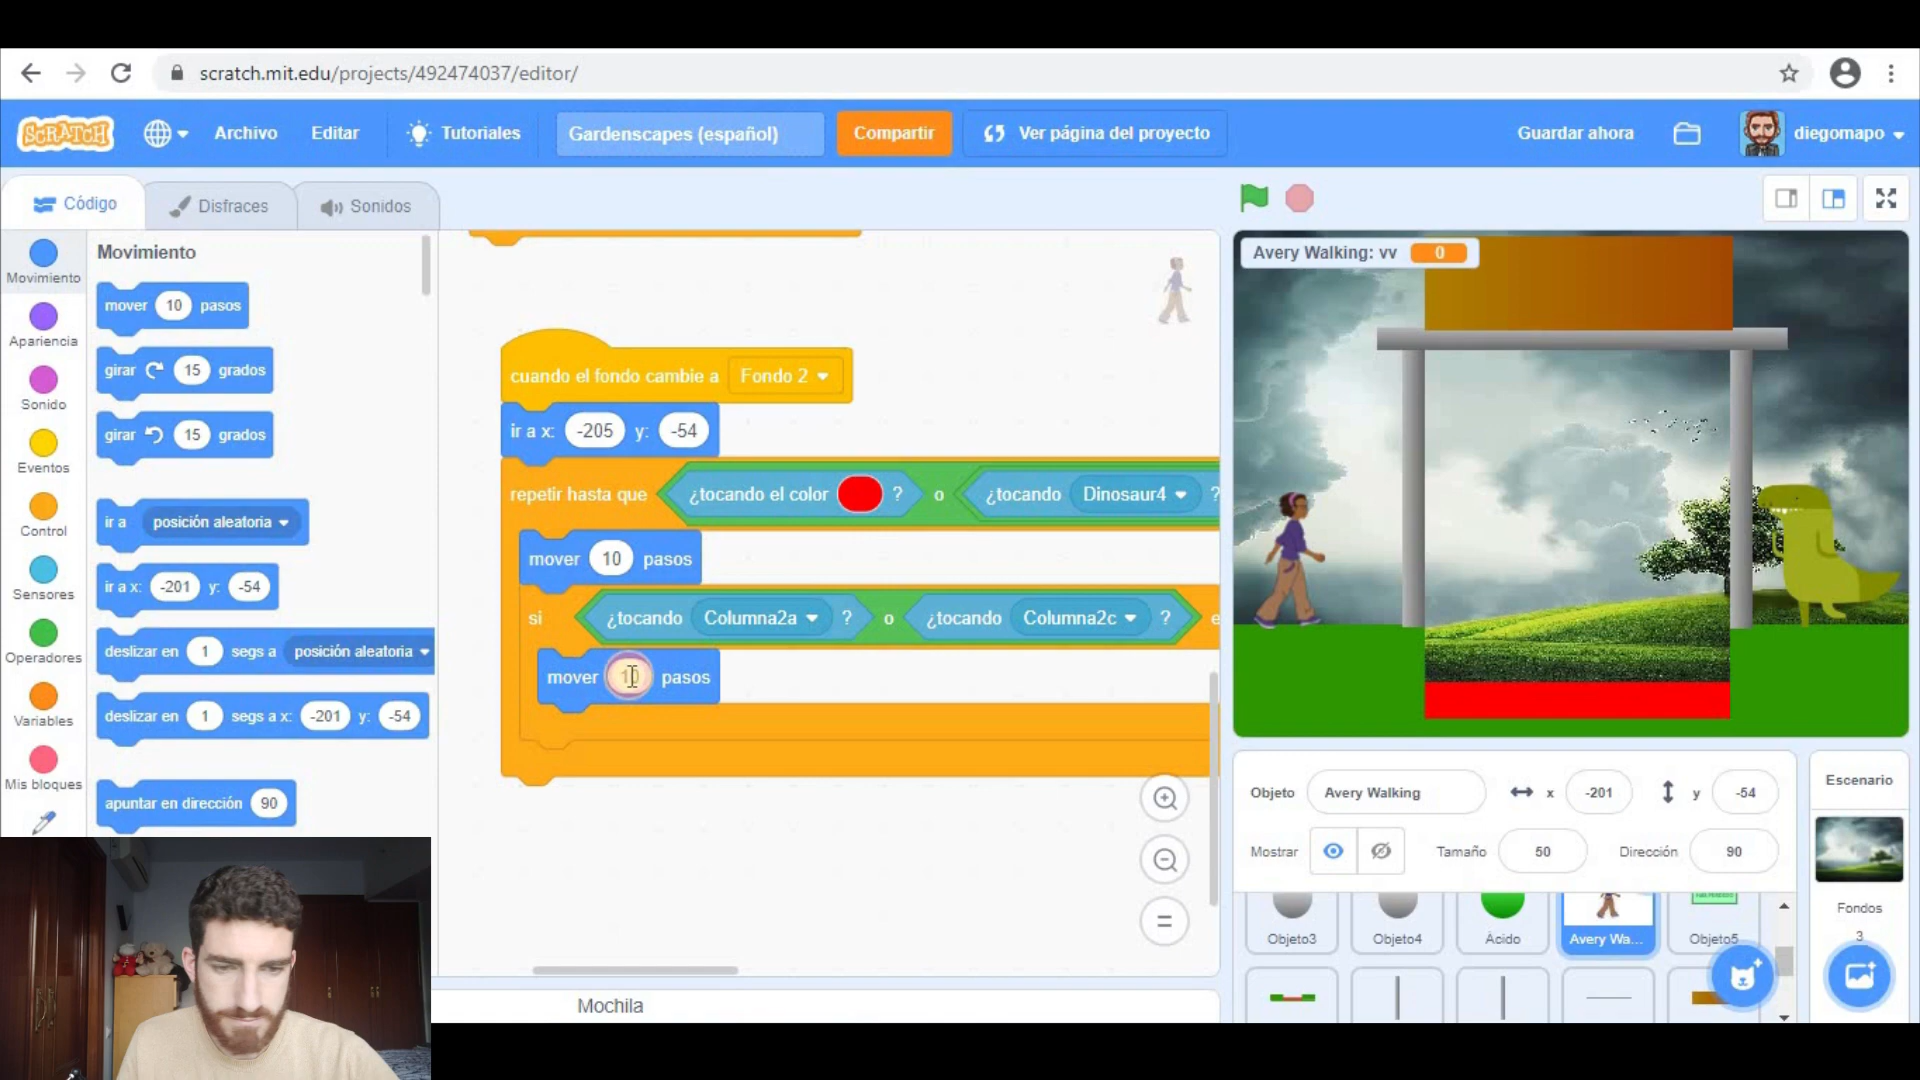 scratch.mit.edu/projects/492474037/editor/
SCRATCH
Archivo
Editar
Tutoriales
Gardenscapes (español)
Compartir
Ver página del proyecto
Guardar ahora
diegomapo
Código
Disfraces
Sonidos
Movimiento
Apariencia
Sonido
Eventos
Control
Sensores
Operadores
Variables
Mis bloques
Movimiento
mover 10 pasos
girar 15 grados
girar 15 grados
ir a posición aleatoria
ir a x: -201 y: -54
deslizar en 1 segs a posición aleatoria
deslizar en 1 segs a x: -201 y: -54
apuntar en dirección 90
cuando el fondo cambie a Fondo 2
ir a x: -205 y: -54
repetir hasta que ¿tocando el color ? o ¿tocando Dinosaur4 ?
mover 10 pasos
si ¿tocando Columna2a ? o ¿tocando Columna2c ? e
mover 10 pasos
Mochila
Avery Walking: vv 0
Objeto Avery Walking x -201 y -54
Mostrar Tamaño 50 Dirección 90
Objeto3
Objeto4
Ácido
Avery Wa...
Objeto5
Escenario
Fondos
3